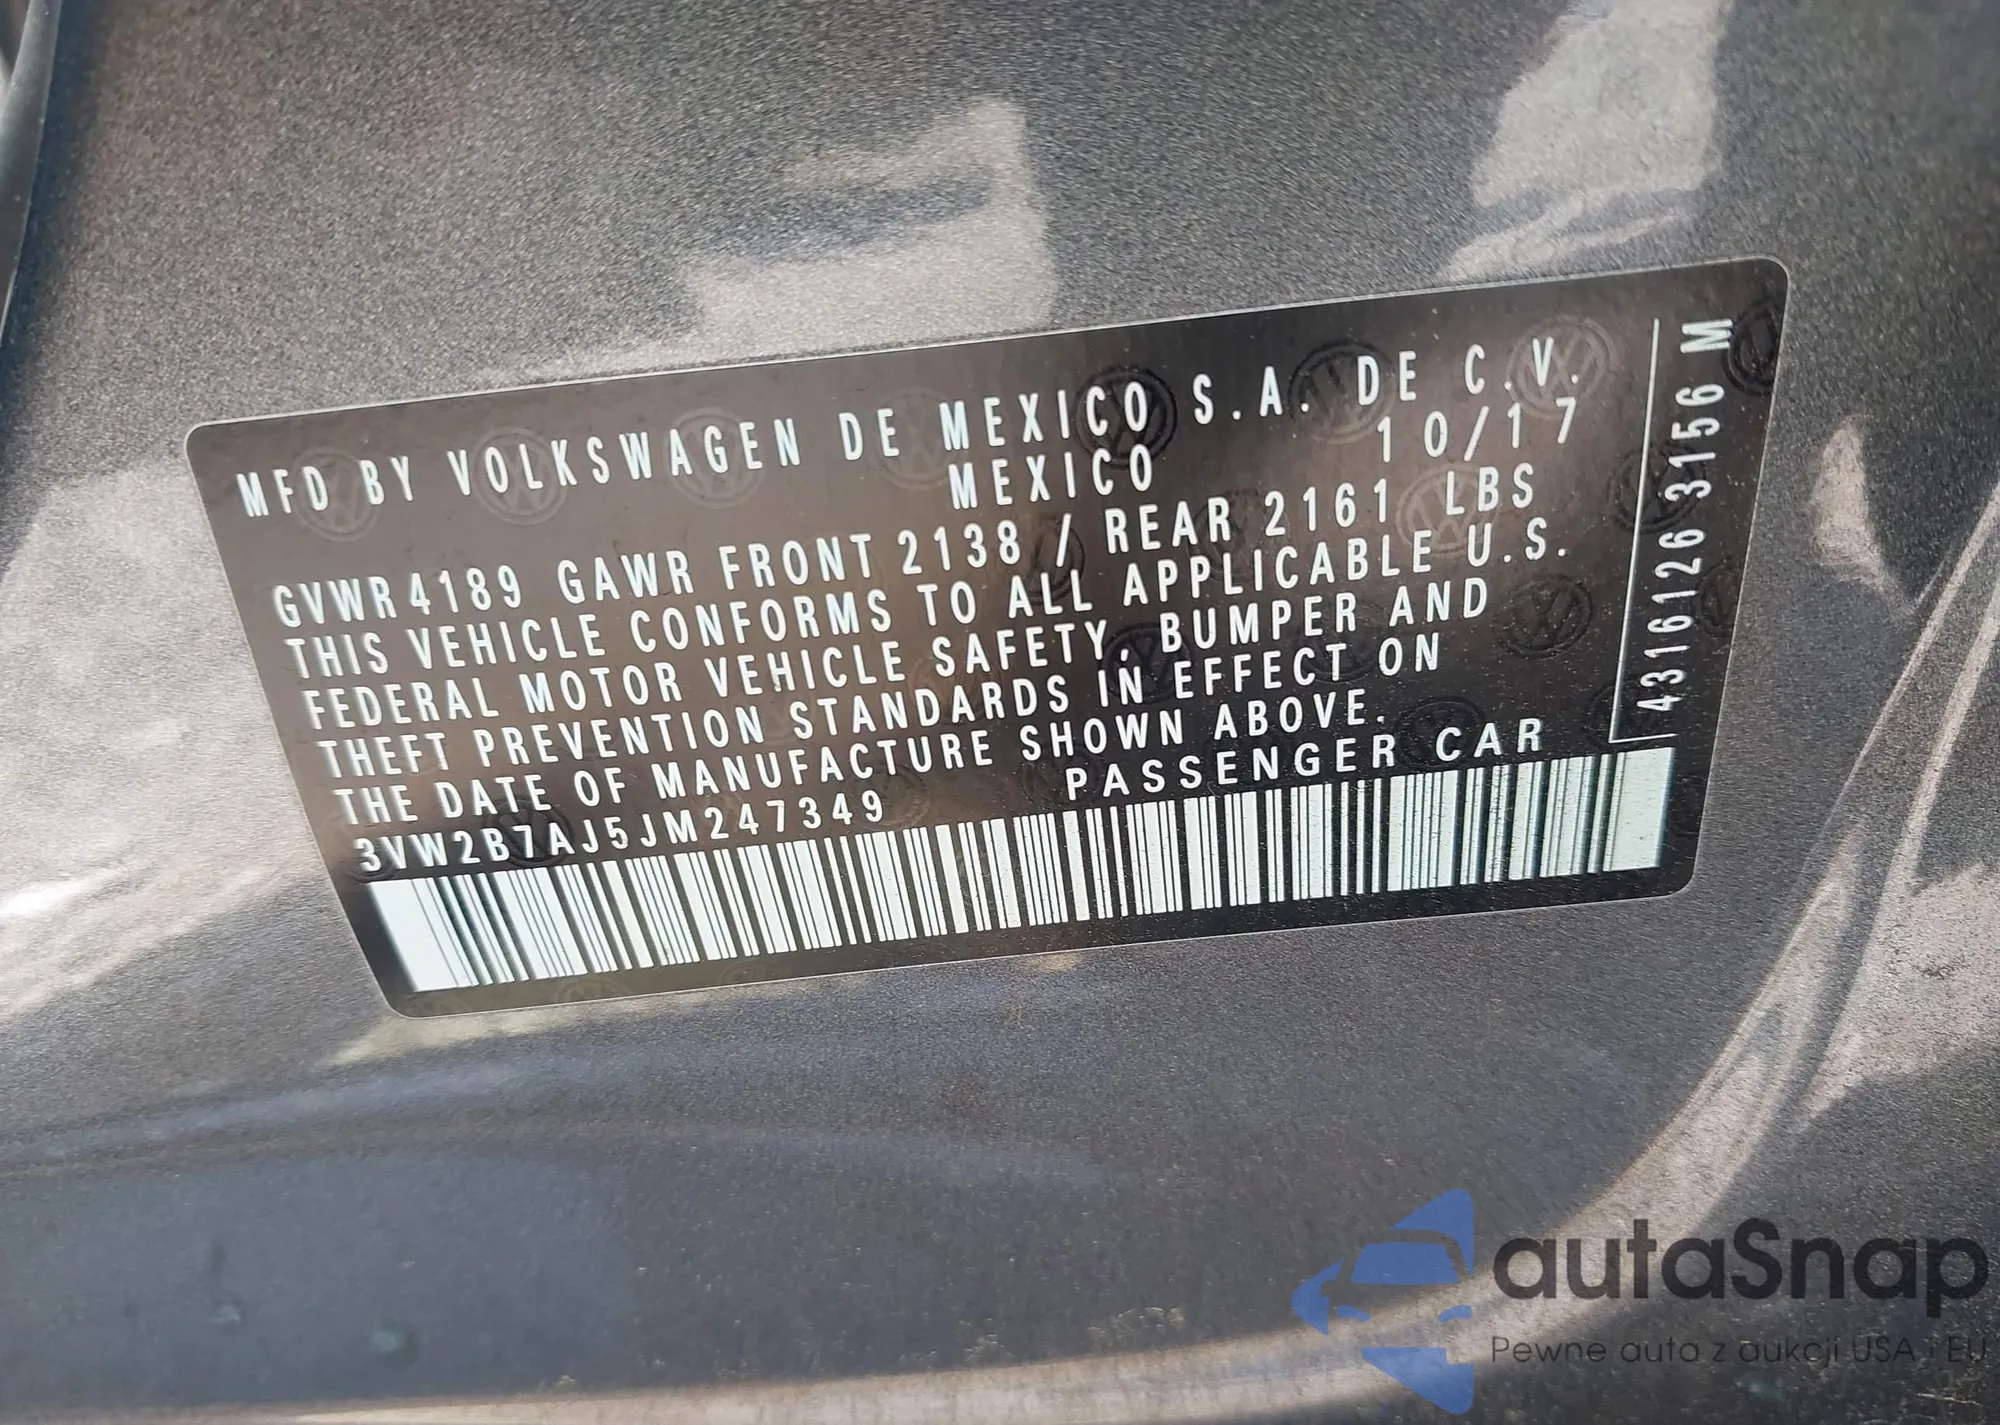 MFD BY VOLKSWAGEN DE MEXICO S.A. DE C.V.
MEXICO 10/17
GVWR 4189 GAWR FRONT 2138 / REAR 2161 LBS
THIS VEHICLE CONFORMS TO ALL APPLICABLE U.S.
FEDERAL MOTOR VEHICLE SAFETY, BUMPER AND
THEFT PREVENTION STANDARDS IN EFFECT ON
THE DATE OF MANUFACTURE SHOWN ABOVE.
3VW2B7AJ5JM247349 PASSENGER CAR
4316126 3156 M
autaSnap
Pewne auta z aukcji USA i EU